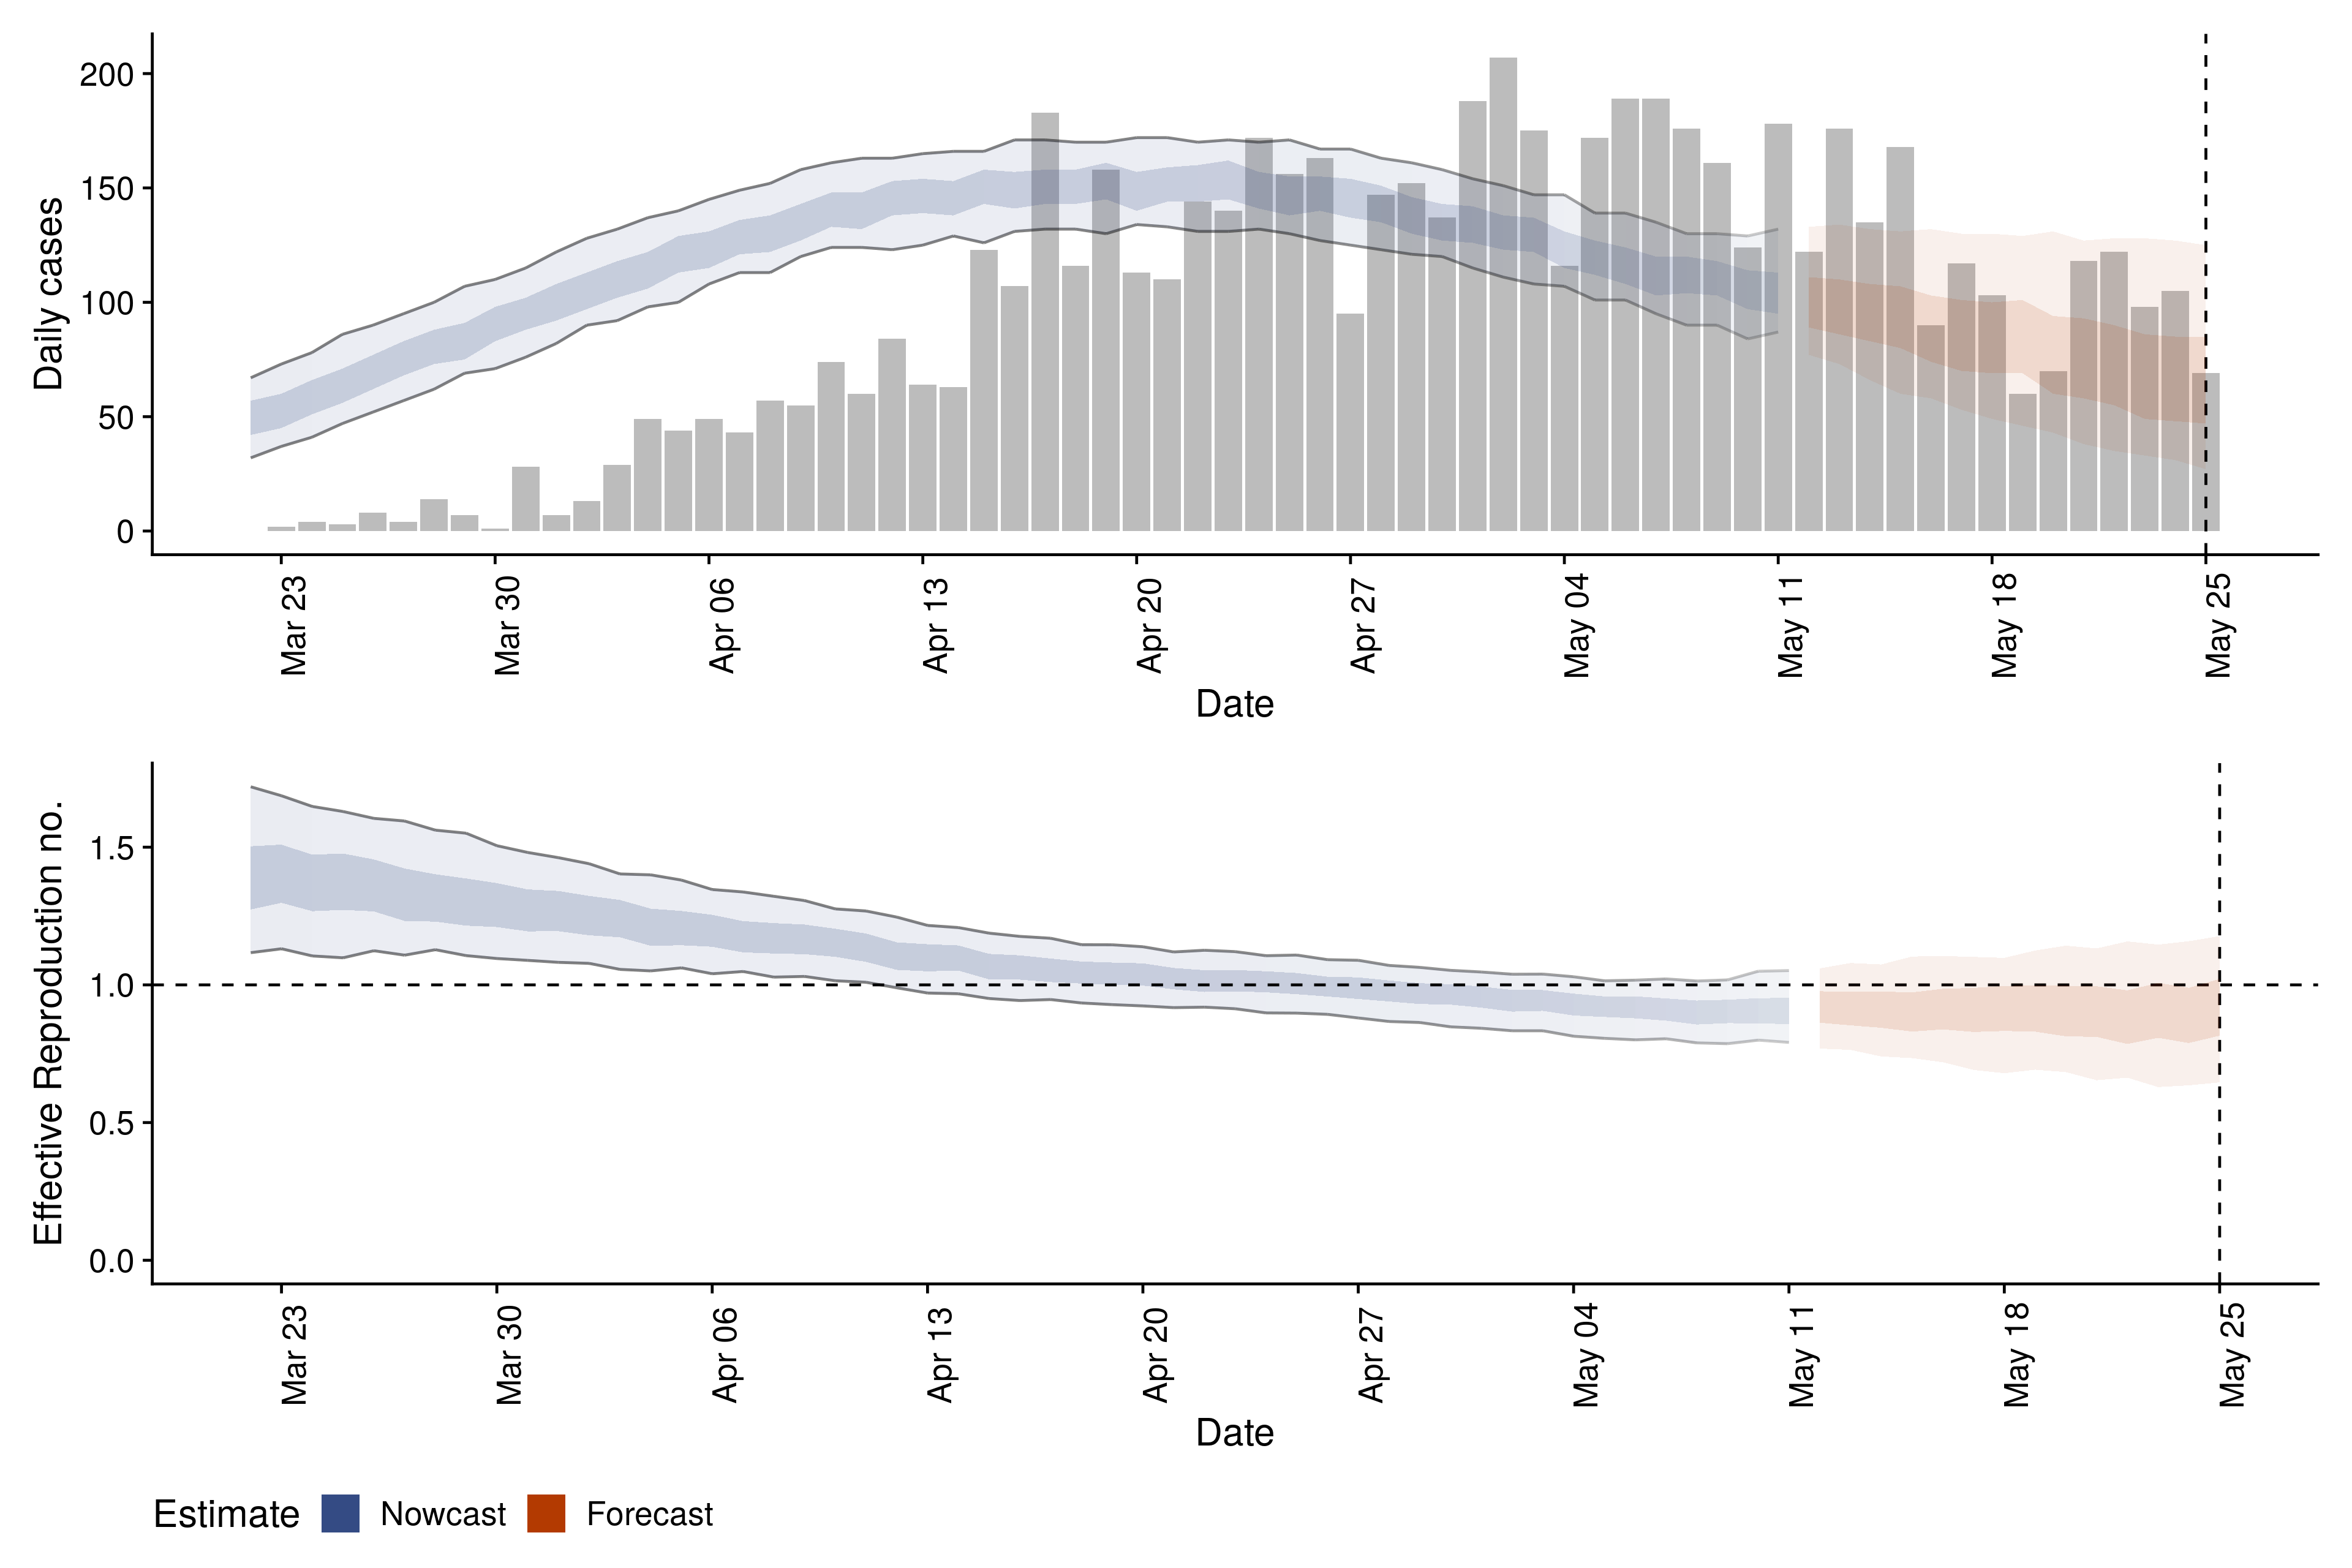 Daily cases
200
150
100
50
0
Mar 23
Mar 30
Apr 06
Apr 13
Apr 20
Apr 27
May 04
May 11
May 18
May 25
Date
Effective Reproduction no.
1.5
1.0
0.5
0.0
Mar 23
Mar 30
Apr 06
Apr 13
Apr 20
Apr 27
May 04
May 11
May 18
May 25
Date
Estimate Nowcast Forecast